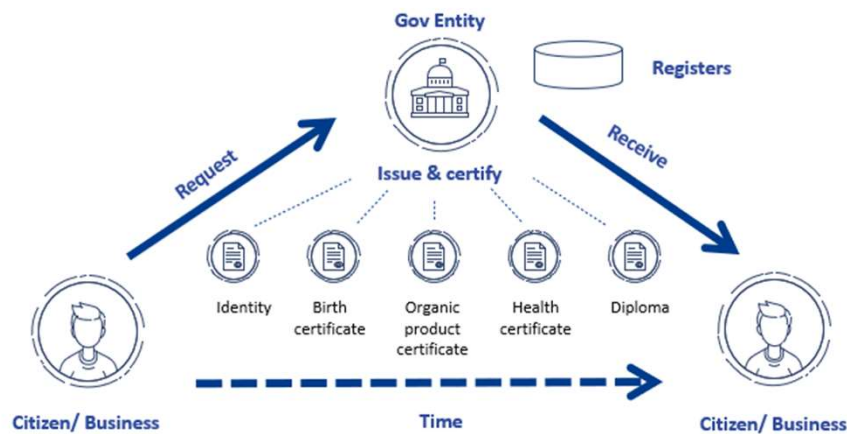 Gov Entity
Registers
Request
Receive
Issue & certify
Identity
Birth
certificate
Organic
product
certificate
Health
certificate
Diploma
Citizen/ Business
Time
Citizen/ Business